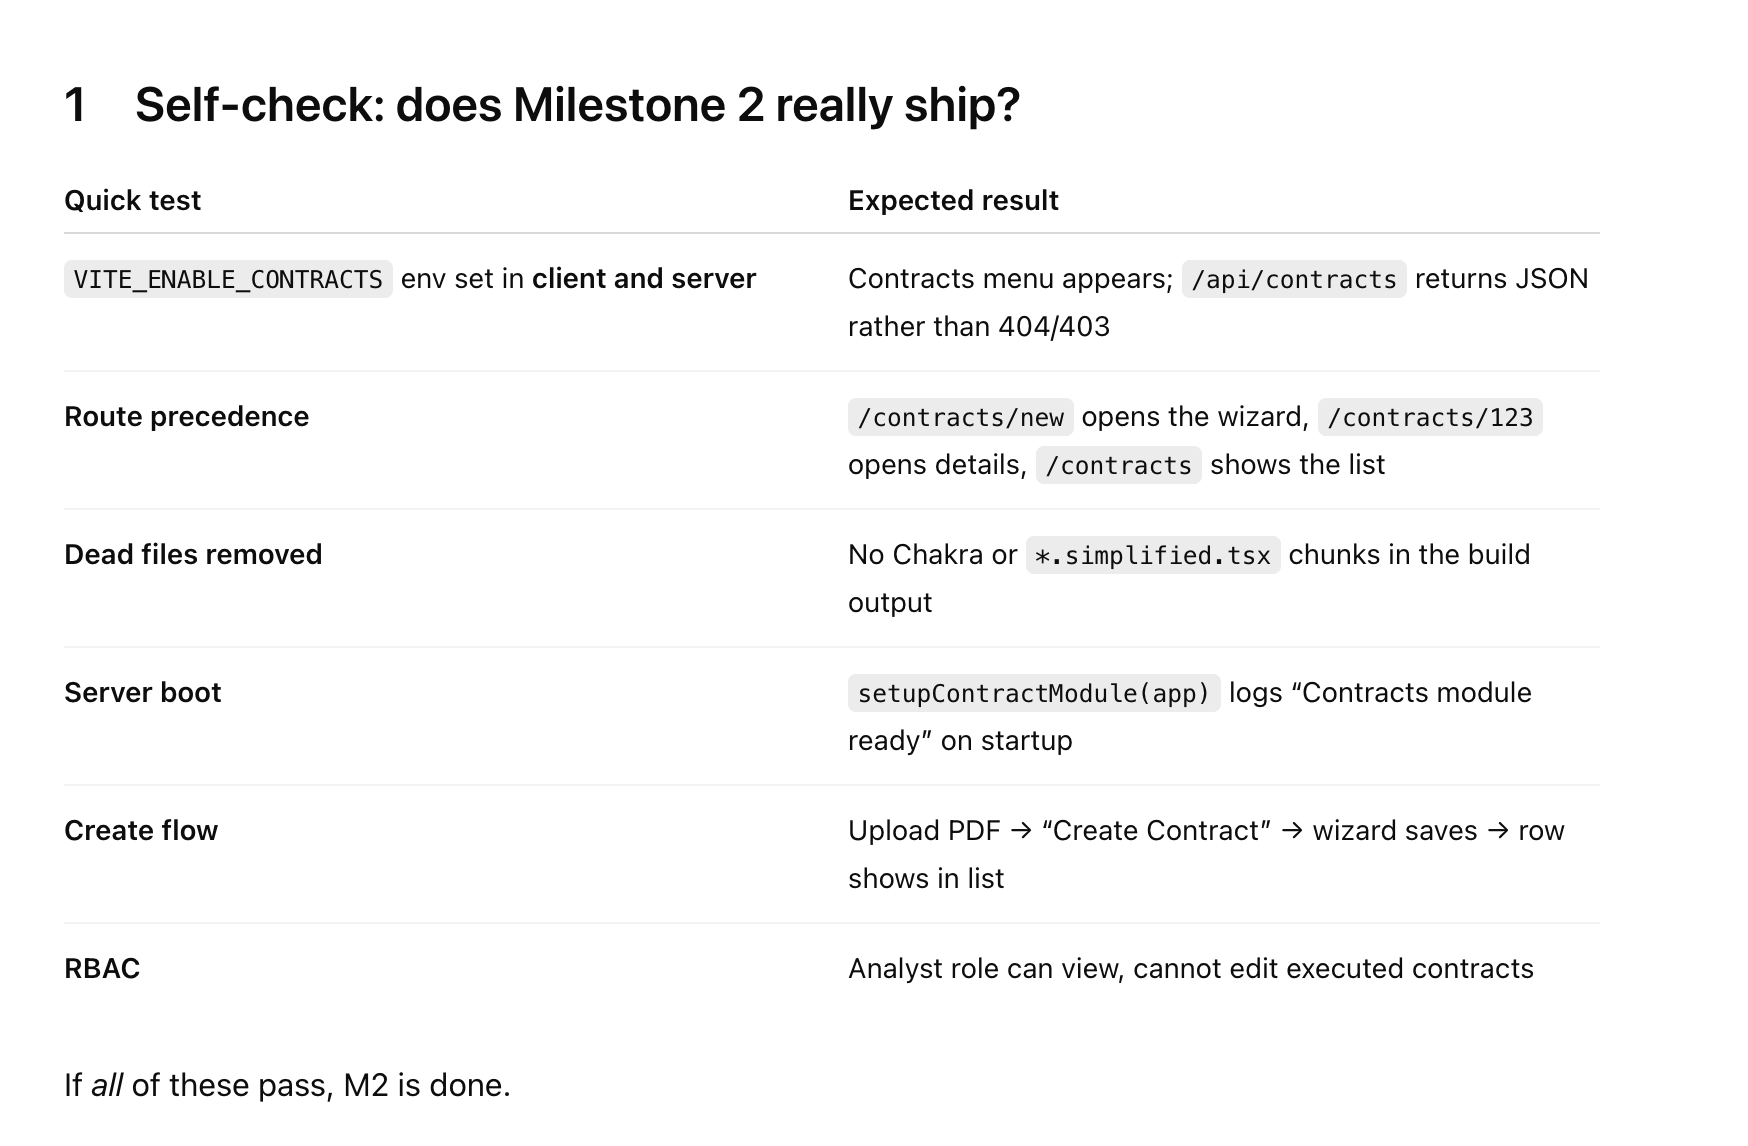 1 Self-check: does Milestone 2 really ship?
Quick test Expected result
VITE_ENABLE_CONTRACTS env set in client and server Contracts menu appears; /api/contracts returns JSON
rather than 404/403
Route precedence /contracts/new opens the wizard, /contracts/123
opens details, /contracts shows the list
Dead files removed No Chakra or *.simplified.tsx chunks in the build
output
Server boot setupContractModule(app) logs “Contracts module
ready” on startup
Create flow Upload PDF → “Create Contract” → wizard saves → row
shows in list
RBAC Analyst role can view, cannot edit executed contracts
If all of these pass, M2 is done.